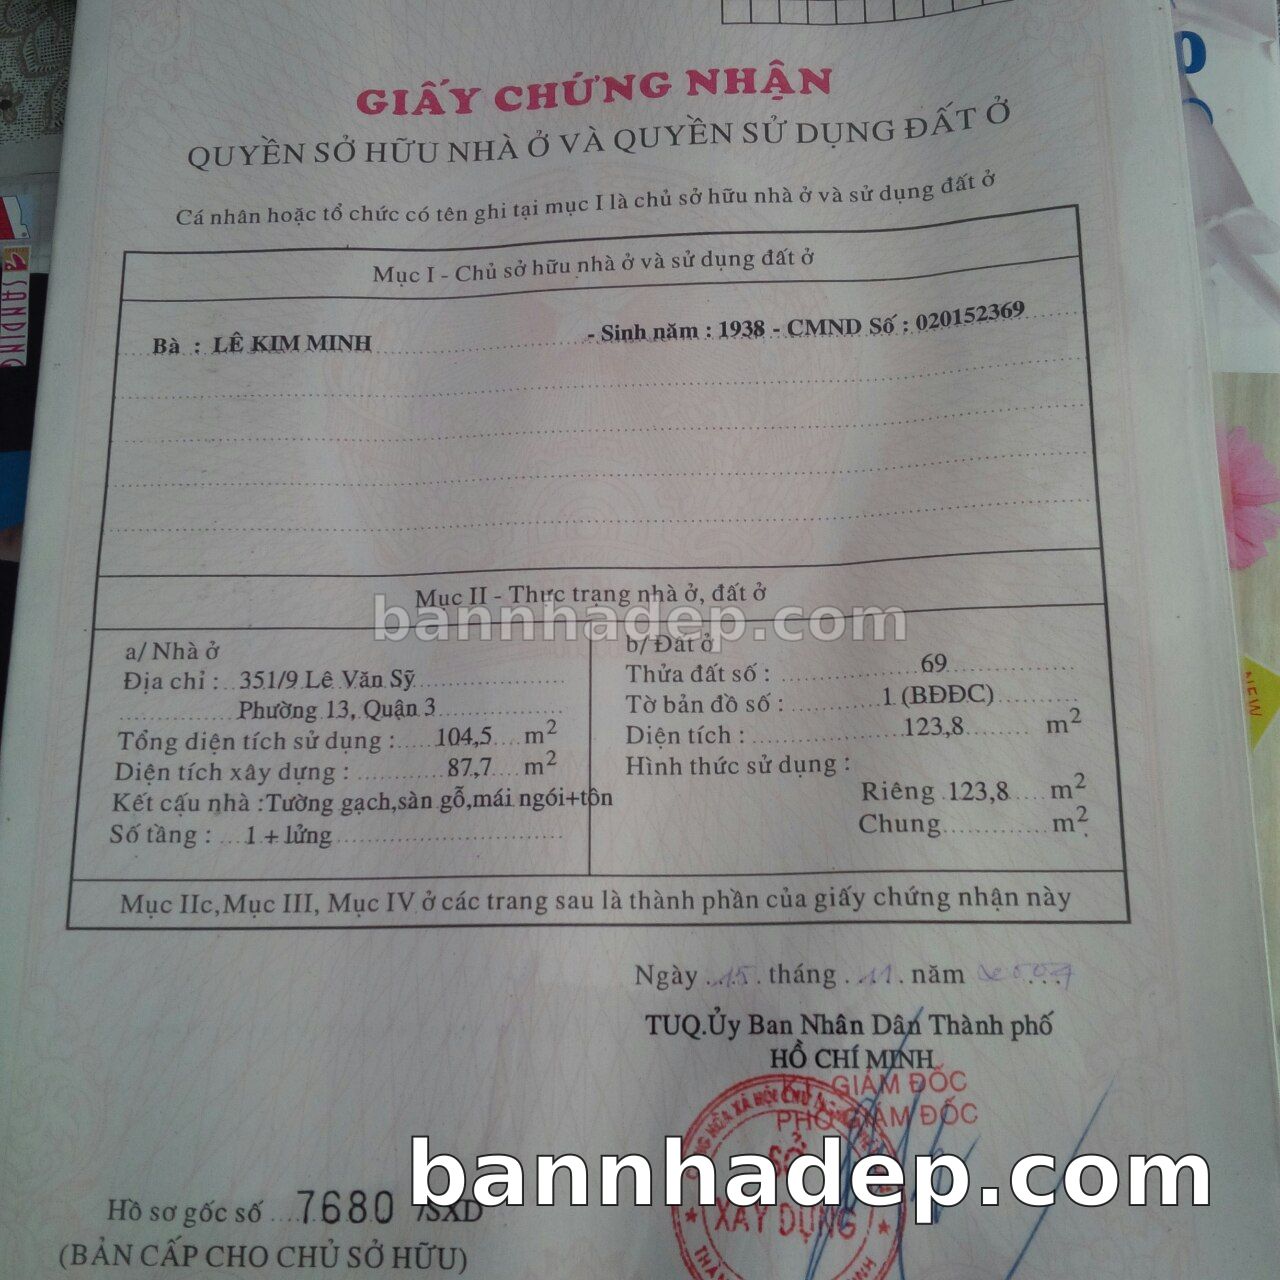 GIẤY CHỨNG NHẬN
QUYỀN SỞ HỮU NHÀ Ở VÀ QUYỀN SỬ DỤNG ĐẤT Ở
Cá nhân hoặc tổ chức có tên ghi tại mục I là chủ sở hữu nhà ở và sử dụng đất ở
Mục I - Chủ sở hữu nhà ở và sử dụng đất ở
Bà : LÊ KIM MINH - Sinh năm : 1938 - CMND Số : 020152369
Mục II - Thực trạng nhà ở, đất ở
bannhadep.com
a/ Nhà ở
Địa chỉ : 351/9 Lê Văn Sỹ
Phường 13, Quận 3
Tổng diện tích sử dụng : 104,5 m2
Diện tích xây dựng : 87,7 m2
Kết cấu nhà :Tường gạch,sàn gỗ,mái ngói+tôn
Số tầng : 1 + lửng
b/ Đất ở
Thửa đất số : 69
Tờ bản đồ số : 1 (BĐĐC)
Diện tích : 123,8 m2
Hình thức sử dụng :
Riêng 123,8 m2
Chung m2
Mục IIc,Mục III, Mục IV ở các trang sau là thành phần của giấy chứng nhận này
Ngày 15 tháng 11 năm
TUQ.Ủy Ban Nhân Dân Thành phố
HỒ CHÍ MINH
GIÁM ĐỐC
PHÓ GIÁM ĐỐC
SỞ
XÂY DỰNG
bannhadep.com
Hồ sơ gốc số 7680 /SXD
(BẢN CẤP CHO CHỦ SỞ HỮU)
SANDING
NEW